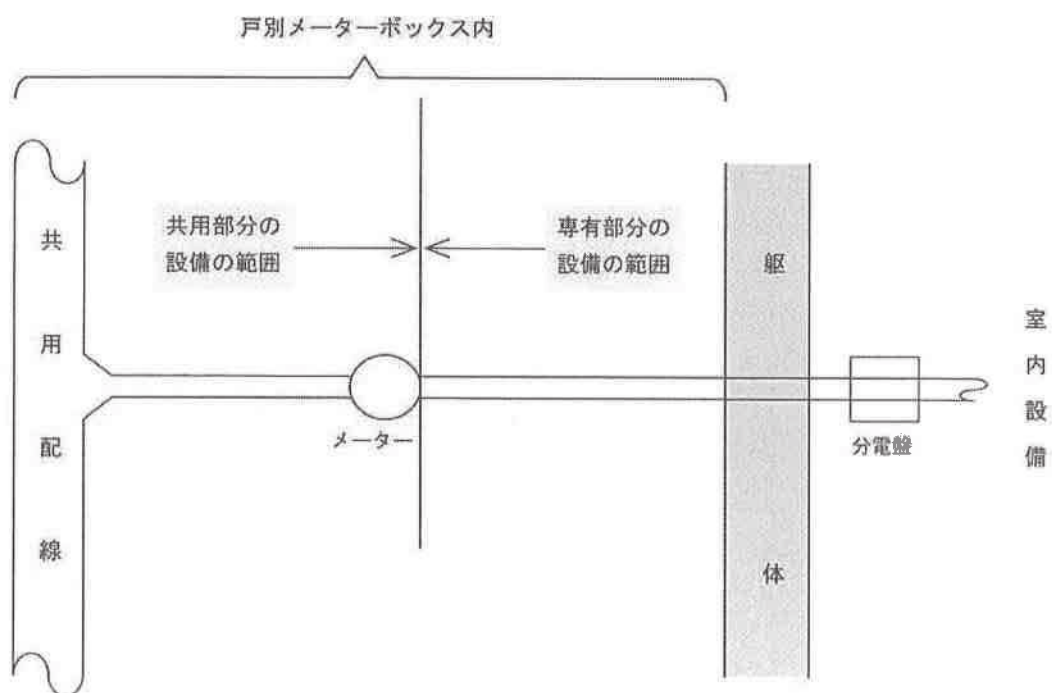 戸別メーターボックス内
共用部分の
設備の範囲
専有部分の
設備の範囲
共用配線
メーター
躯体
分電盤
室内設備